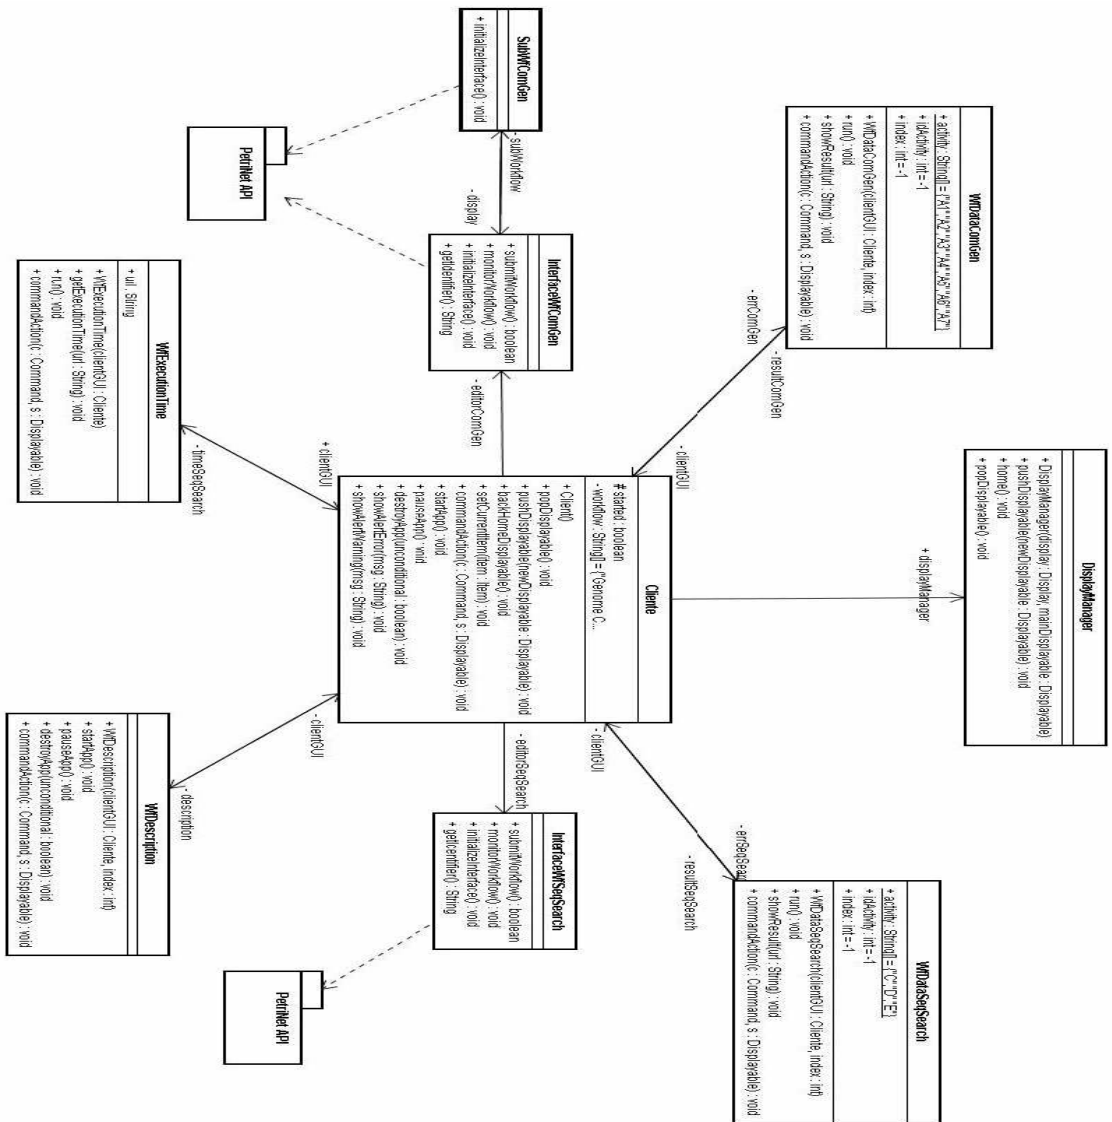 WfDataComGen
+ activity : String[] = {"A1","A2","A3","A4","A5","A6","A7"}
+ idActivity : int = -1
+ index : int = -1
+ WfDataComGen(clientGUI : Cliente, index : int)
+ run() : void
+ showResult(url : String) : void
+ commandAction(c : Command, s : Displayable) : void
DisplayManager
+ DisplayManager(display : Display, mainDisplayable : Displayable)
+ pushDisplayable(newDisplayable : Displayable) : void
+ home() : void
+ popDisplayable() : void
WfDataSeqSearch
+ activity : String[] = {"C","D","E"}
+ idActivity : int = -1
+ index : int = -1
+ WfDataSeqSearch(clientGUI : Cliente, index : int)
+ run() : void
+ showResult(url : String) : void
+ commandAction(c : Command, s : Displayable) : void
- errComGen
- resultComGen
- clientGUI
+ displayManager
- errSeqSearc
- resultSeqSearch
- clientGUI
SubWfComGen
+ initializeInterface() : void
- subWorkflow
- display
InterfaceWfComGen
+ submitWorkflow() : boolean
+ monitorWorkflow() : void
+ initializeInterface() : void
+ getIdentifier() : String
- editorComGen
Cliente
# started : boolean
- workflow : String[] = {"Genome C...
+ Client()
+ popDisplayable() : void
+ pushDisplayable(newDisplayable : Displayable) : void
+ backHomeDisplayable() : void
+ setCurrentItem(item : Item) : void
+ commandAction(c : Command, s : Displayable) : void
+ startApp() : void
+ pauseApp() : void
+ destroyApp(unconditional : boolean) : void
+ showAlertError(msg : String) : void
+ showAlertWarning(msg : String) : void
- editorSeqSearch
InterfaceWfSeqSearch
+ submitWorkflow() : boolean
+ monitorWorkflow() : void
+ initializeInterface() : void
+ getIdentifier() : String
PetriNet API
PetriNet API
+ clientGUI
- timeSeqSearch
- clientGUI
- description
WfExecutionTime
+ url : String
+ WfExecutionTime(clientGUI : Cliente)
+ getExecutionTime(url : String) : void
+ run() : void
+ commandAction(c : Command, s : Displayable) : void
WfDescription
+ WfDescription(clientGUI : Cliente, index : int)
+ startApp() : void
+ pauseApp() : void
+ destroyApp(unconditional : boolean) : void
+ commandAction(c : Command, s : Displayable) : void